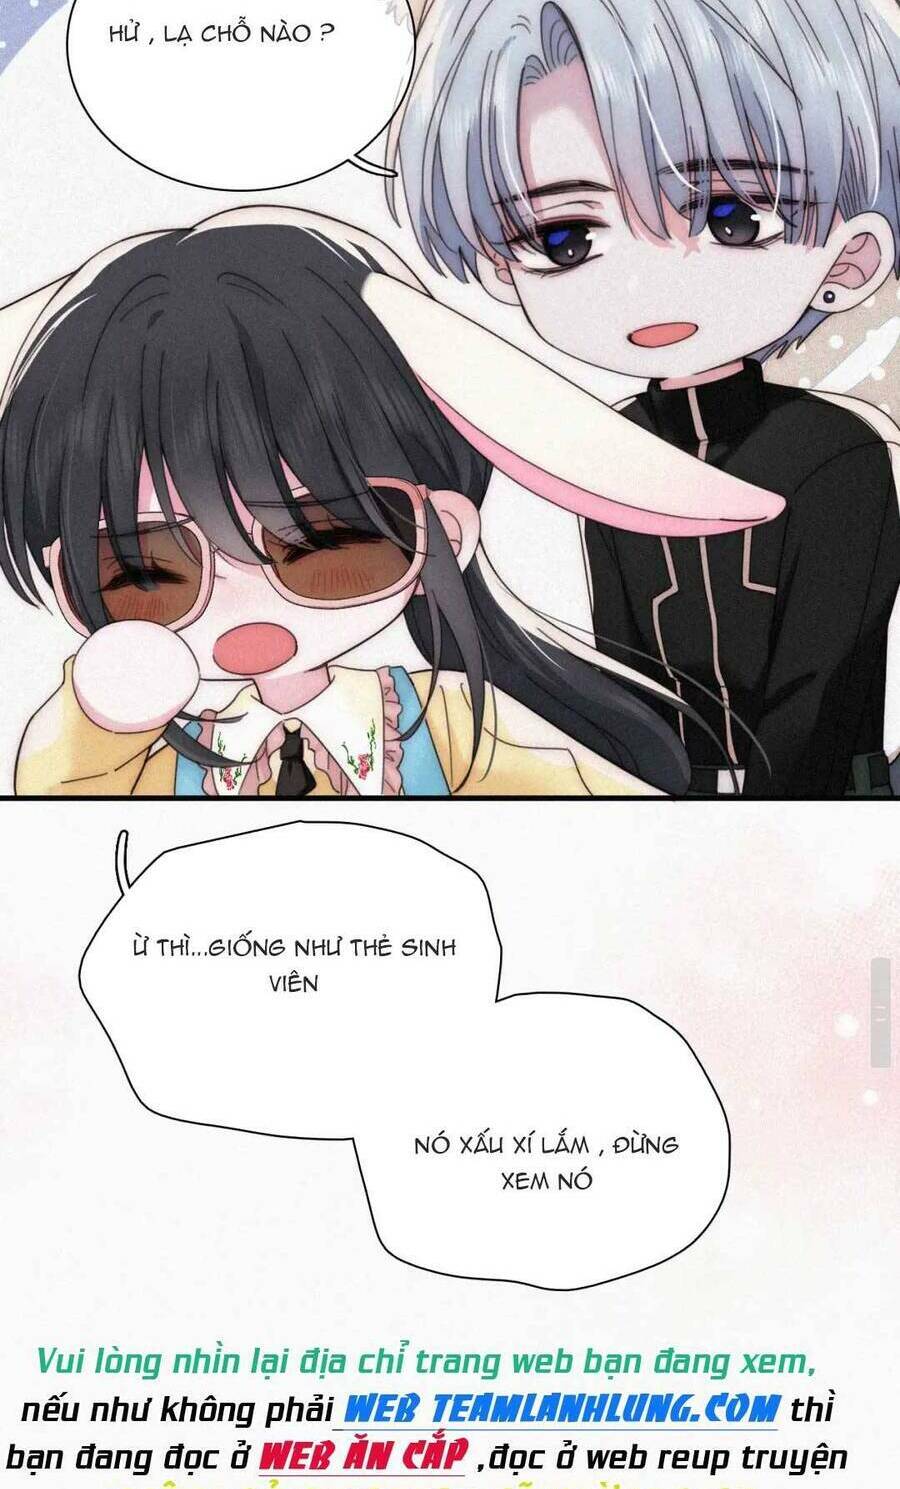 HỬ , LẠ CHỖ NÀO ?
Ừ THÌ...GIỐNG NHƯ THẺ SINH
VIÊN
NÓ XẤU XÍ LẮM , ĐỪNG
XEM NÓ
Vui lòng nhìn lại địa chỉ trang web bạn đang xem,
nếu như không phải WEB TEAMLANHLUNG.COM thì
bạn đang đọc ở WEB ĂN CẮP ,đọc ở web reup truyện